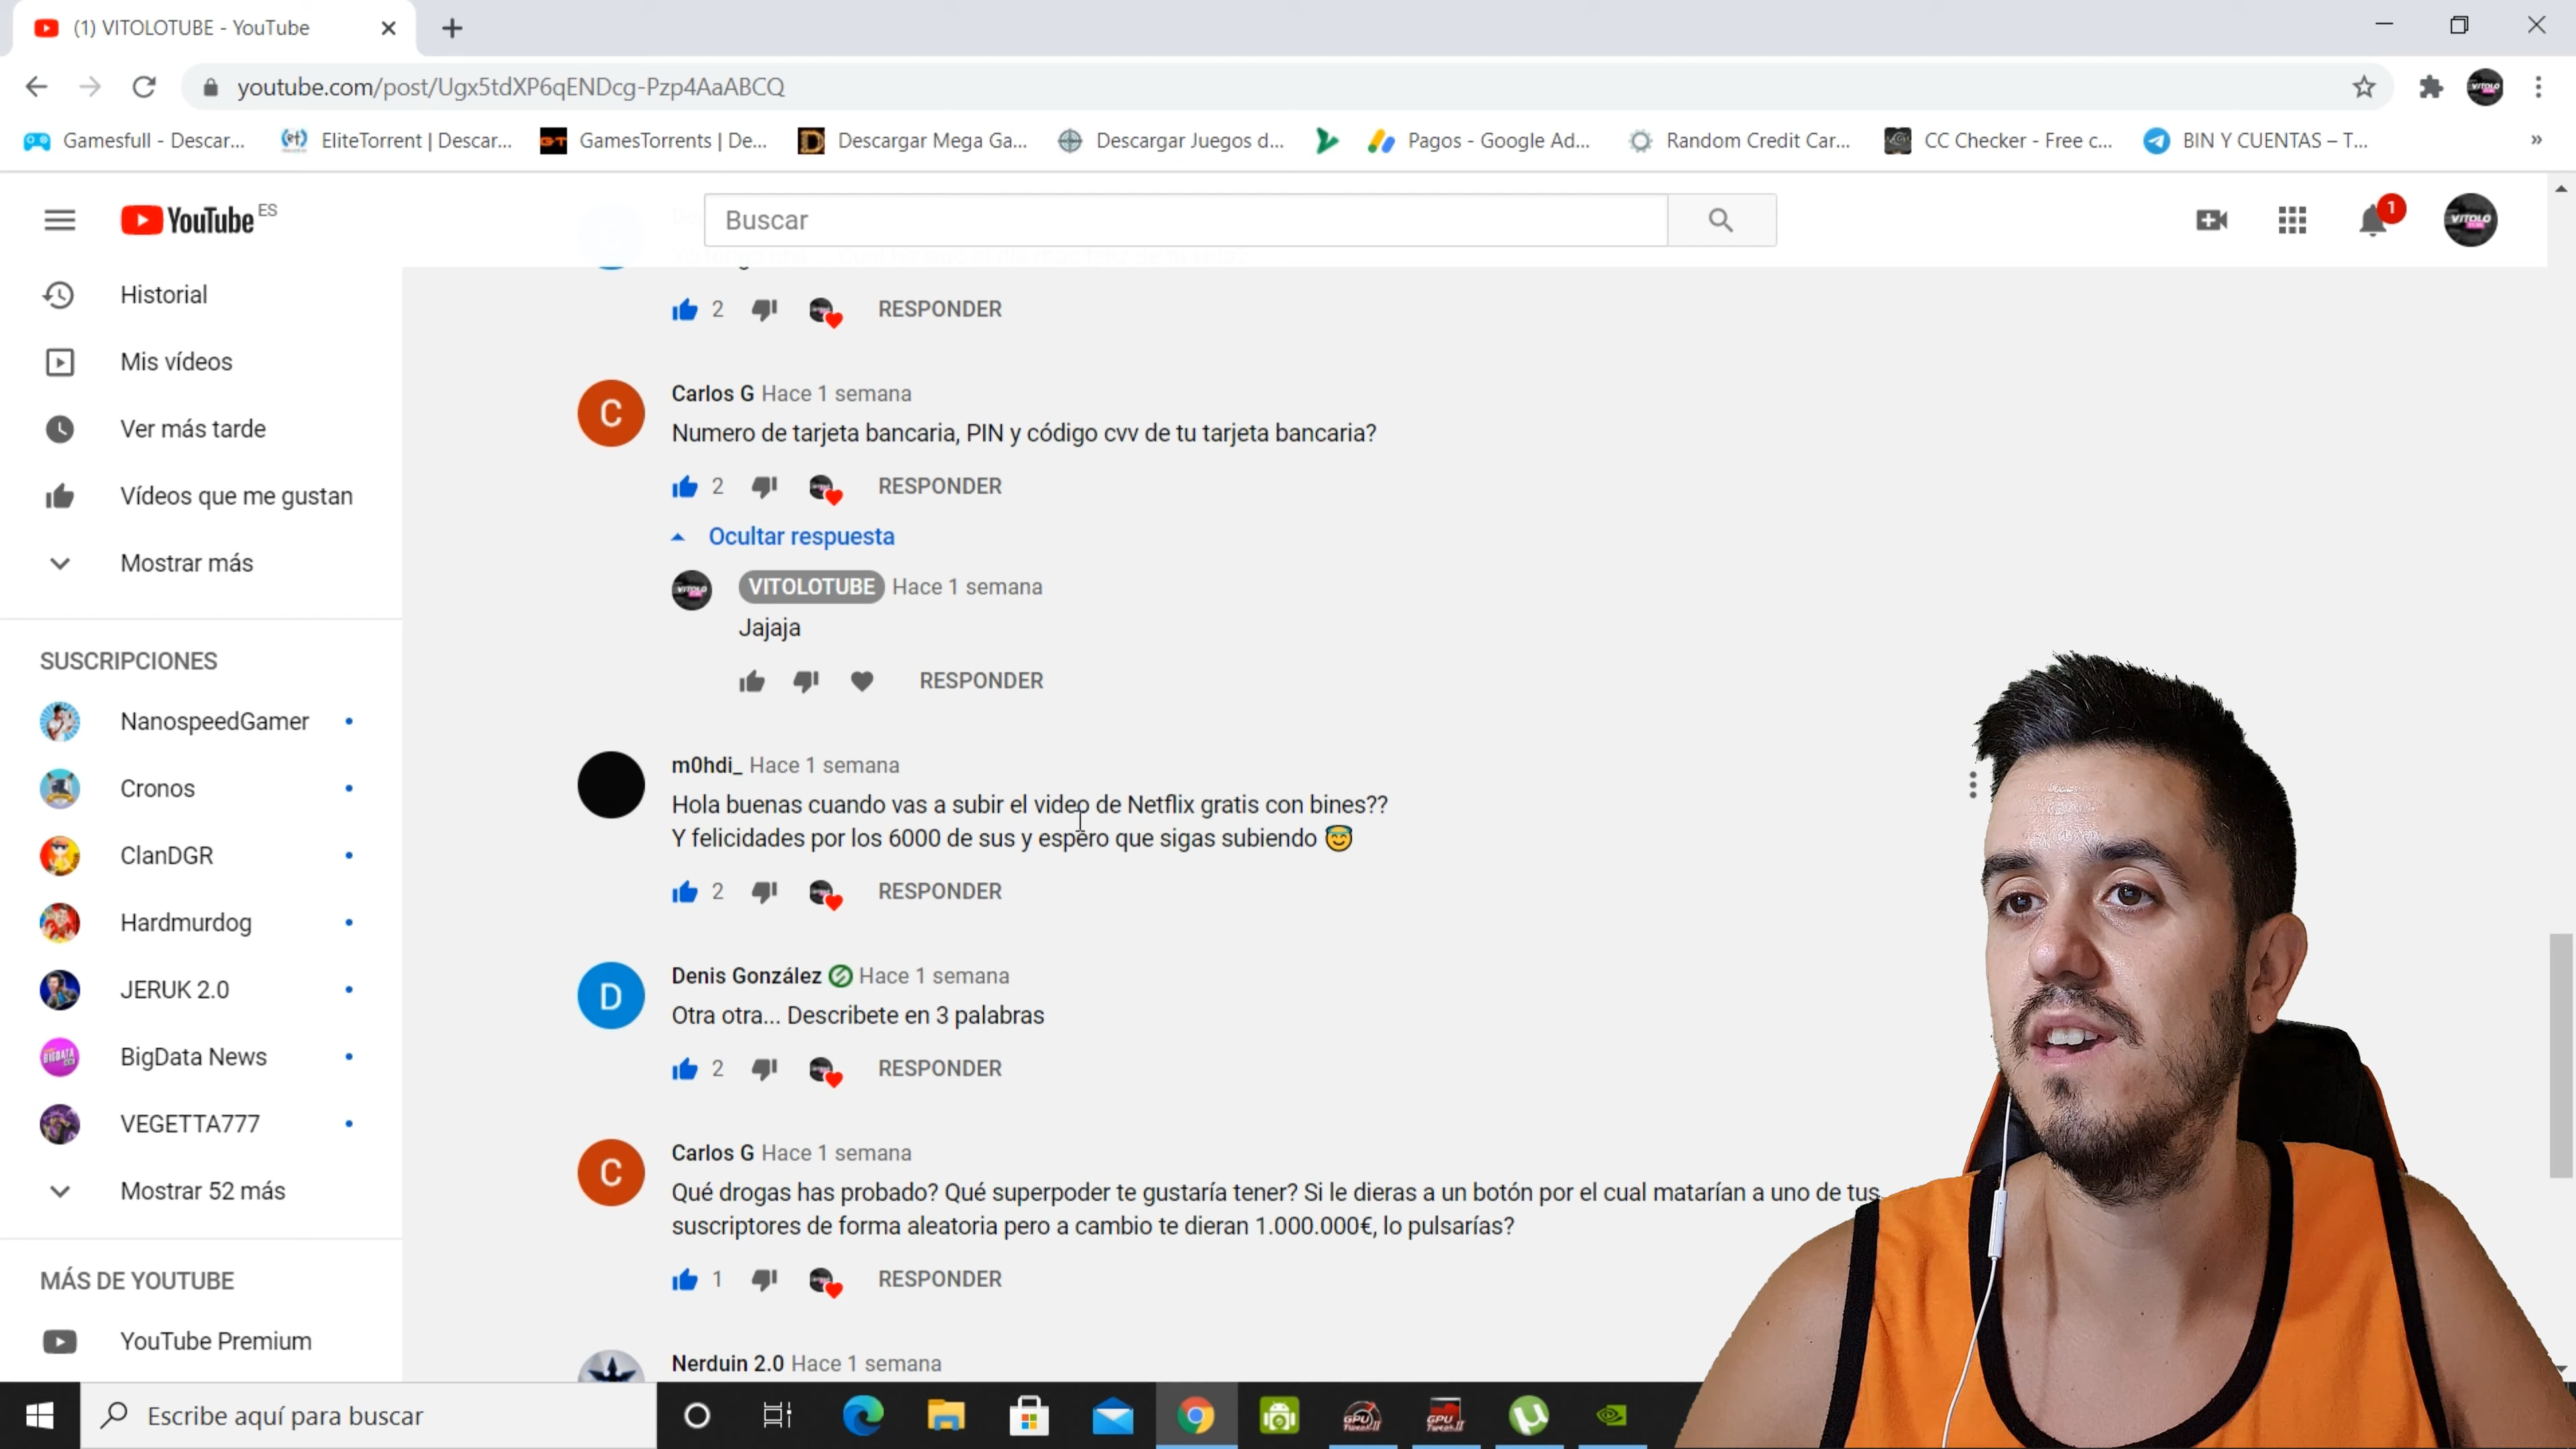 (1) VITOLOTUBE - YouTube
youtube.com/post/Ugx5tdXP6qENDcg-Pzp4AaABCQ
Gamesfull - Descar... EliteTorrent | Descar... GamesTorrents | De... Descargar Mega Ga... Descargar Juegos d... Pagos - Google Ad... Random Credit Car... CC Checker - Free c... BIN Y CUENTAS – T... »
YouTube ES
Buscar
1
VITOLO
Historial
Mis vídeos
Ver más tarde
Vídeos que me gustan
Mostrar más
SUSCRIPCIONES
NanospeedGamer
Cronos
ClanDGR
Hardmurdog
JERUK 2.0
BigData News
VEGETTA777
Mostrar 52 más
MÁS DE YOUTUBE
YouTube Premium
2 RESPONDER
C
Carlos G Hace 1 semana
Numero de tarjeta bancaria, PIN y código cvv de tu tarjeta bancaria?
2 RESPONDER
Ocultar respuesta
VITOLOTUBE Hace 1 semana
Jajaja
RESPONDER
m0hdi_ Hace 1 semana
Hola buenas cuando vas a subir el video de Netflix gratis con bines??
Y felicidades por los 6000 de sus y espero que sigas subiendo 😇
2 RESPONDER
D
Denis González Hace 1 semana
Otra otra... Describete en 3 palabras
2 RESPONDER
C
Carlos G Hace 1 semana
Qué drogas has probado? Qué superpoder te gustaría tener? Si le dieras a un botón por el cual matarían a uno de tus
suscriptores de forma aleatoria pero a cambio te dieran 1.000.000€, lo pulsarías?
1 RESPONDER
Nerduin 2.0 Hace 1 semana
Escribe aquí para buscar